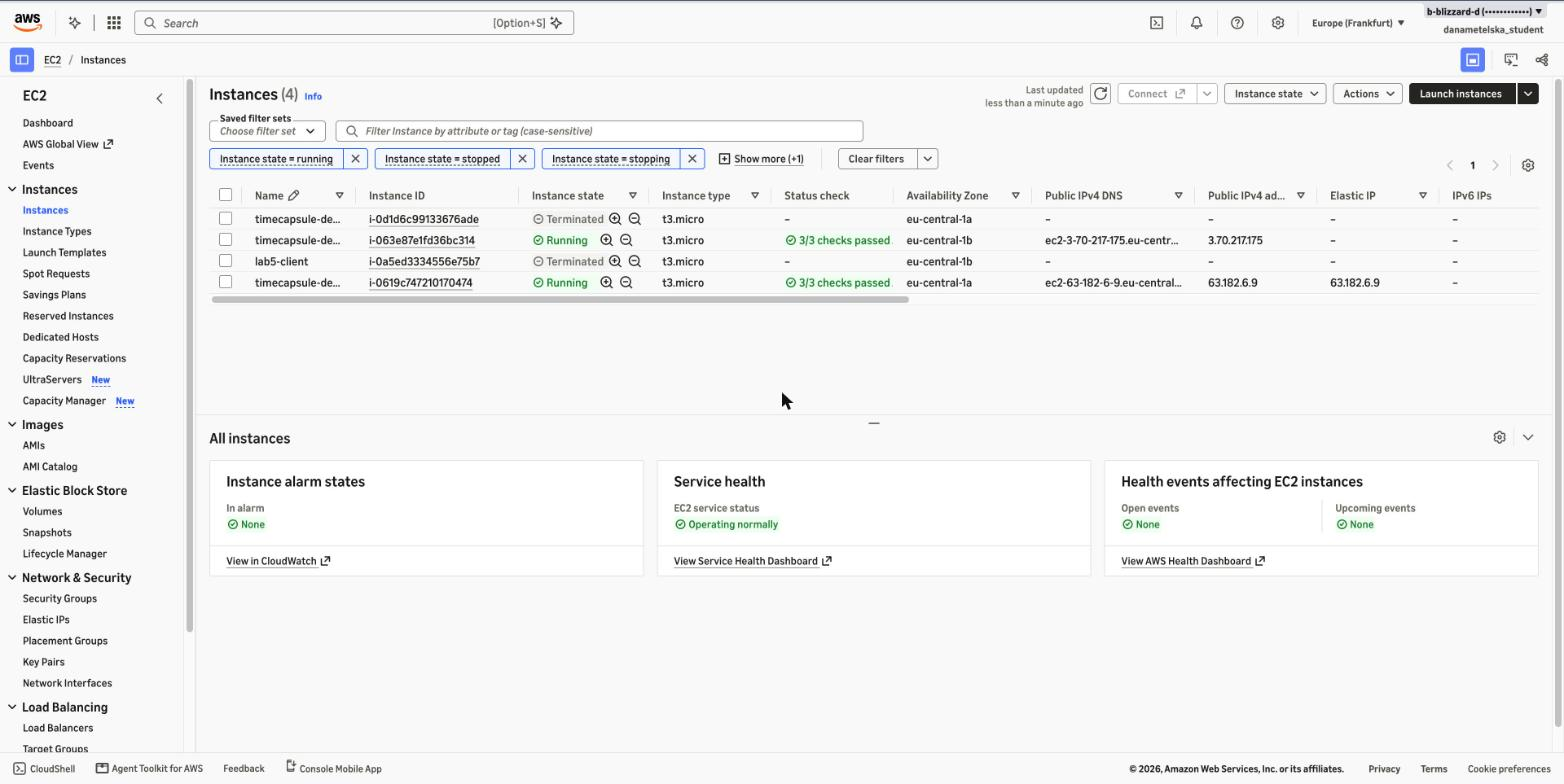 aws
Search [Option+S]
Europe (Frankfurt)
b-blizzard-d (············)
danametelska_student
EC2 / Instances
EC2
Dashboard
AWS Global View
Events
Instances
Instances
Instance Types
Launch Templates
Spot Requests
Savings Plans
Reserved Instances
Dedicated Hosts
Capacity Reservations
UltraServers New
Capacity Manager New
Images
AMIs
AMI Catalog
Elastic Block Store
Volumes
Snapshots
Lifecycle Manager
Network & Security
Security Groups
Elastic IPs
Placement Groups
Key Pairs
Network Interfaces
Load Balancing
Load Balancers
Target Groups
Instances (4) Info
Last updated
less than a minute ago
Connect
Instance state
Actions
Launch instances
Saved filter sets
Choose filter set
Filter Instance by attribute or tag (case-sensitive)
Instance state = running
Instance state = stopped
Instance state = stopping
Show more (+1)
Clear filters
1
Name Instance ID Instance state Instance type Status check Availability Zone Public IPv4 DNS Public IPv4 ad... Elastic IP IPv6 IPs
timecapsule-de... i-0d1d6c99133676ade Terminated t3.micro – eu-central-1a – – – –
timecapsule-de... i-063e87e1fd36bc314 Running t3.micro 3/3 checks passed eu-central-1b ec2-3-70-217-175.eu-centr... 3.70.217.175 – –
lab5-client i-0a5ed3334556e75b7 Terminated t3.micro – eu-central-1b – – – –
timecapsule-de... i-0619c747210170474 Running t3.micro 3/3 checks passed eu-central-1a ec2-63-182-6-9.eu-central... 63.182.6.9 63.182.6.9 –
All instances
Instance alarm states
In alarm
None
View in CloudWatch
Service health
EC2 service status
Operating normally
View Service Health Dashboard
Health events affecting EC2 instances
Open events
None
Upcoming events
None
View AWS Health Dashboard
CloudShell
Agent Toolkit for AWS
Feedback
Console Mobile App
© 2026, Amazon Web Services, Inc. or its affiliates.
Privacy
Terms
Cookie preferences